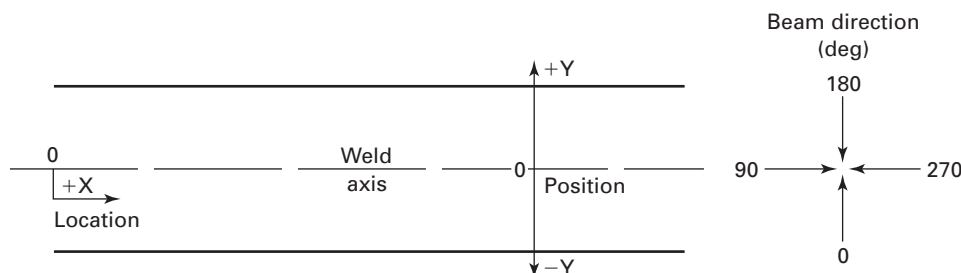 Beam direction
(deg)
180
+Y
0
Weld
axis
0
Position
90
270
+X
Location
0
−Y